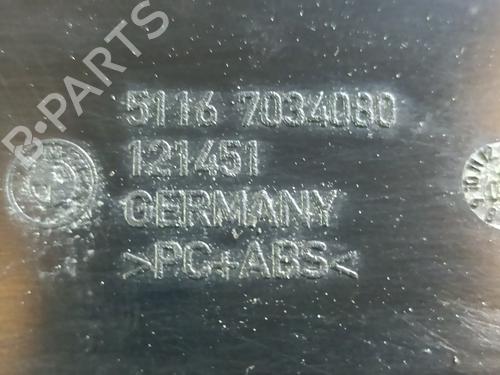 B-PARTS
5116 7034080
121451
GERMANY
>PC+ABS<